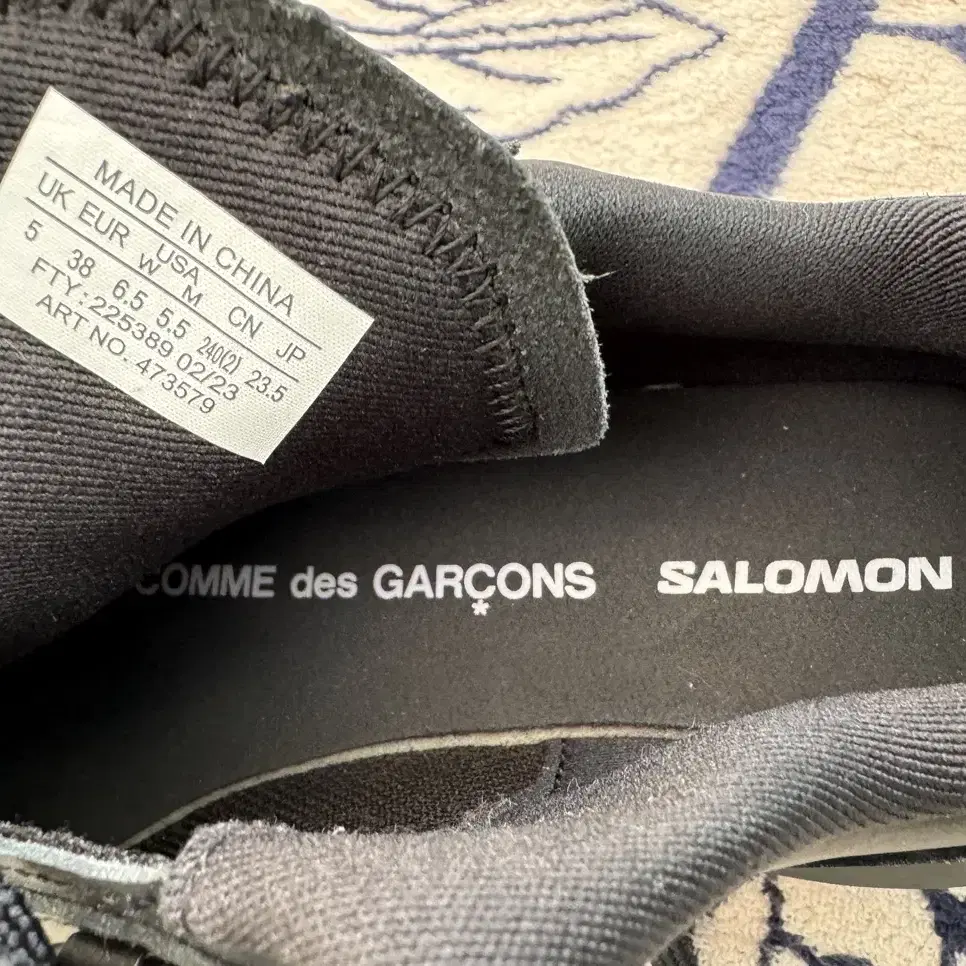 MADE IN CHINA
UK EUR USA CN JP
W M
5 38 6.5 5.5 240(2) 23.5
FTY:225389 02/23
ART NO. 473579
COMME des GARÇONS
*
SALOMON